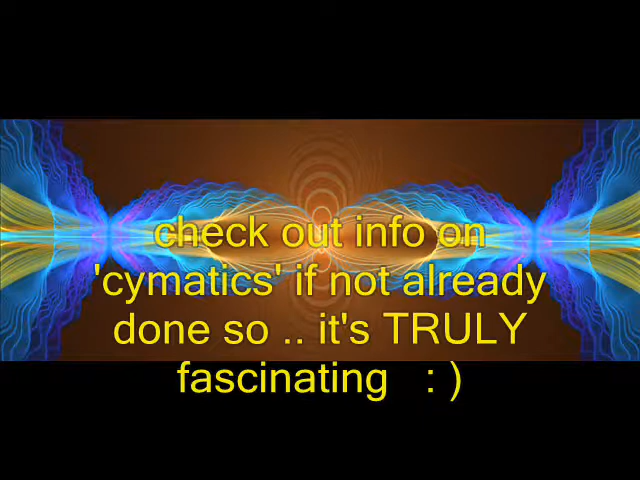 check out info on
'cymatics' if not already
done so .. it's TRULY
fascinating   : )